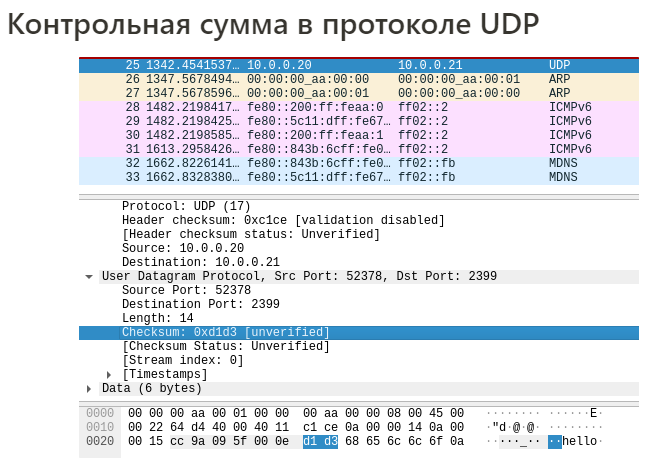 Контрольная сумма в протоколе UDP
25 1342.4541537… 10.0.0.20 10.0.0.21 UDP
26 1347.5678494… 00:00:00_aa:00:00 00:00:00_aa:00:01 ARP
27 1347.5678596… 00:00:00_aa:00:01 00:00:00_aa:00:00 ARP
28 1482.2198417… fe80::200:ff:feaa:0 ff02::2 ICMPv6
29 1482.2198425… fe80::5c11:dff:fe67… ff02::2 ICMPv6
30 1482.2198585… fe80::200:ff:feaa:1 ff02::2 ICMPv6
31 1613.2958426… fe80::843b:6cff:fe0… ff02::2 ICMPv6
32 1662.8226141… fe80::843b:6cff:fe0… ff02::fb MDNS
33 1662.8328380… fe80::5c11:dff:fe67… ff02::fb MDNS
Protocol: UDP (17)
Header checksum: 0xc1ce [validation disabled]
[Header checksum status: Unverified]
Source: 10.0.0.20
Destination: 10.0.0.21
User Datagram Protocol, Src Port: 52378, Dst Port: 2399
Source Port: 52378
Destination Port: 2399
Length: 14
Checksum: 0xd1d3 [unverified]
[Checksum Status: Unverified]
[Stream index: 0]
[Timestamps]
Data (6 bytes)
0000 00 00 00 aa 00 01 00 00 00 aa 00 00 08 00 45 00 ········ ······E·
0010 00 22 64 d4 40 00 40 11 c1 ce 0a 00 00 14 0a 00 ·"d·@·@· ········
0020 00 15 cc 9a 09 5f 00 0e d1 d3 68 65 6c 6c 6f 0a ·····_·· ··hello·